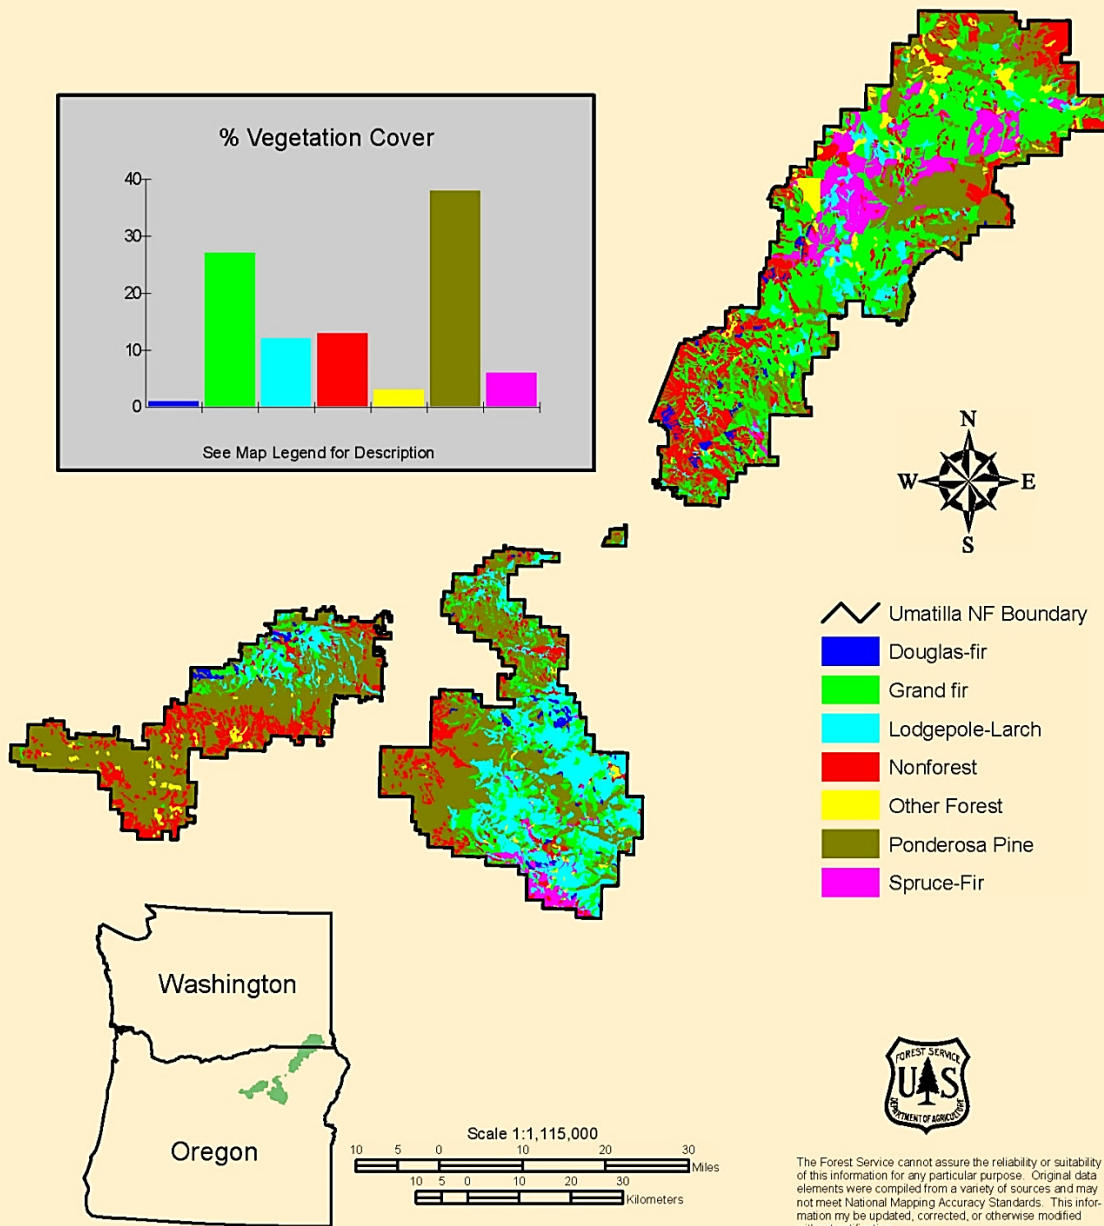 % Vegetation Cover
40
30
20
10
0
See Map Legend for Description
N
W E
S
Umatilla NF Boundary
Douglas-fir
Grand fir
Lodgepole-Larch
Nonforest
Other Forest
Ponderosa Pine
Spruce-Fir
Washington
Oregon
Scale 1:1,115,000
10 5 0 10 20 30
Miles
10 5 0 10 20 30
Kilometers
FOREST SERVICE
U S
DEPARTMENT OF AGRICULTURE
The Forest Service cannot assure the reliability or suitability
of this information for any particular purpose. Original data
elements were compiled from a variety of sources and may
not meet National Mapping Accuracy Standards. This infor-
mation my be updated, corrected, or otherwise modified